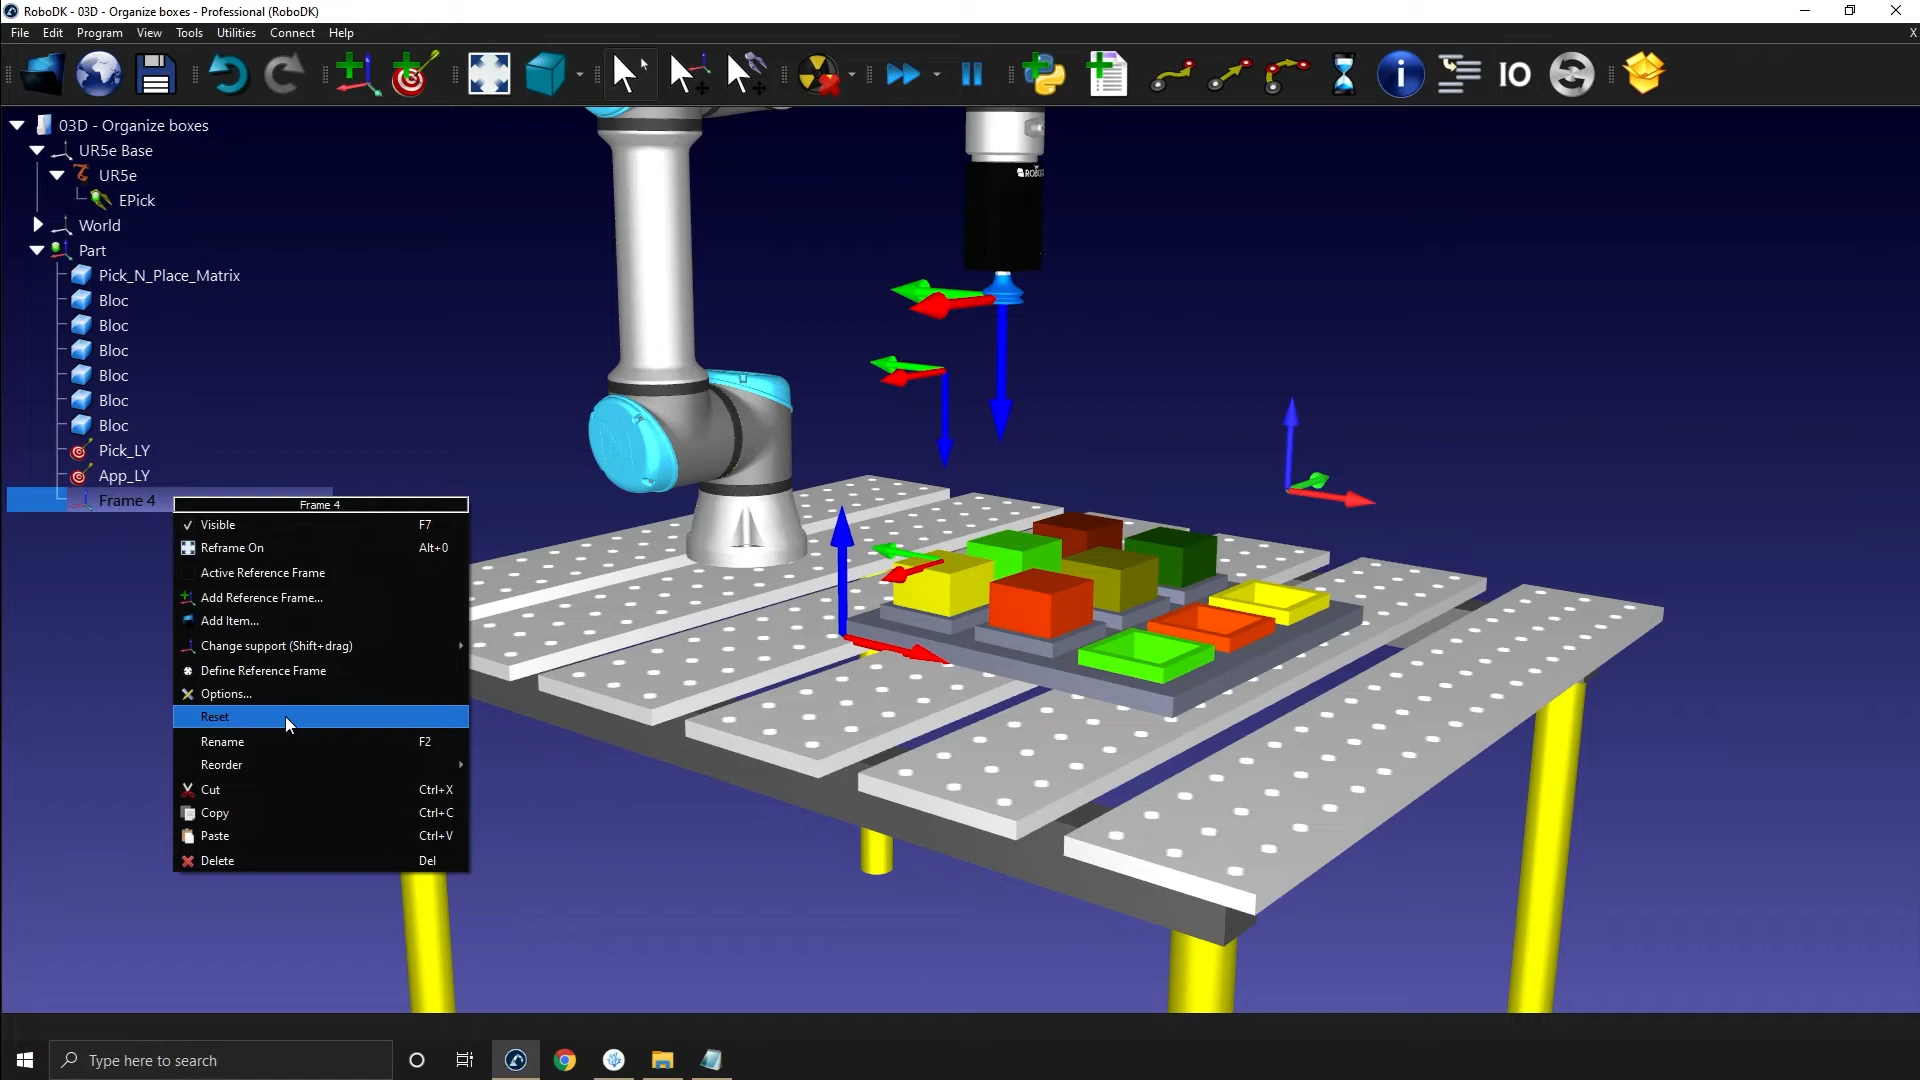 RoboDK - 03D - Organize boxes - Professional (RoboDK)
File Edit Program View Tools Utilities Connect Help
X
IO
03D - Organize boxes
UR5e Base
UR5e
EPick
World
Part
Pick_N_Place_Matrix
Bloc
Bloc
Bloc
Bloc
Bloc
Bloc
Pick_LY
App_LY
Frame 4
Frame 4
Visible F7
Reframe On Alt+0
Active Reference Frame
Add Reference Frame...
Add Item...
Change support (Shift+drag)
Define Reference Frame
Options...
Reset
Rename F2
Reorder
Cut Ctrl+X
Copy Ctrl+C
Paste Ctrl+V
Delete Del
Type here to search